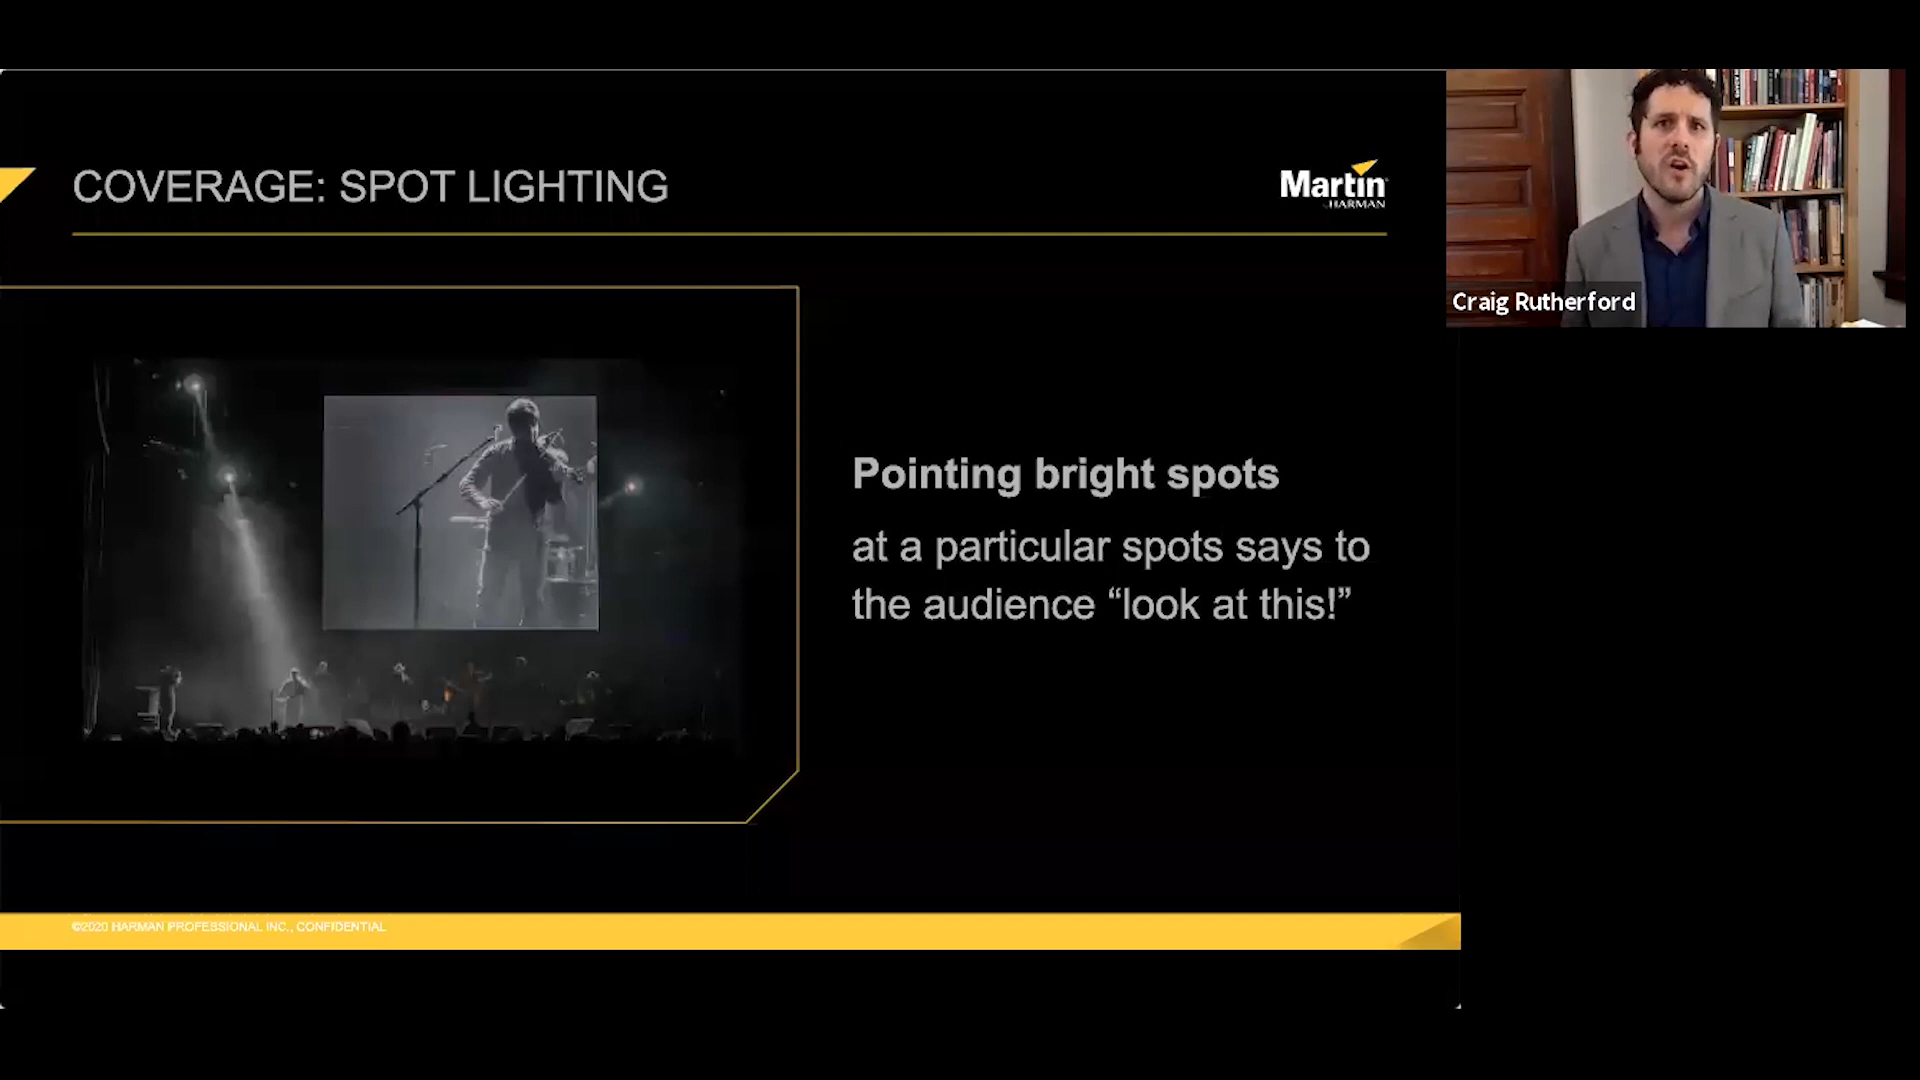 COVERAGE: SPOT LIGHTING
Martin
HARMAN
Craig Rutherford
Pointing bright spots
at a particular spots says to
the audience “look at this!”
©2020 HARMAN PROFESSIONAL INC., CONFIDENTIAL